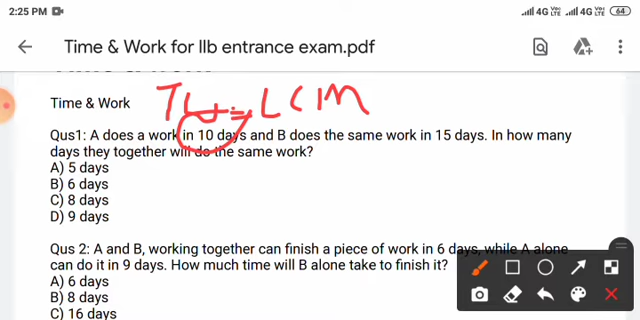 2:25 PM 4G VoLTE 4G VoLTE 64
Time & Work for llb entrance exam.pdf
Time & Work
TW = LCM
Qus1: A does a work in 10 days and B does the same work in 15 days. In how many
days they together will do the same work?
A) 5 days
B) 6 days
C) 8 days
D) 9 days
Qus 2: A and B, working together can finish a piece of work in 6 days, while A alone
can do it in 9 days. How much time will B alone take to finish it?
A) 6 days
B) 8 days
C) 16 days